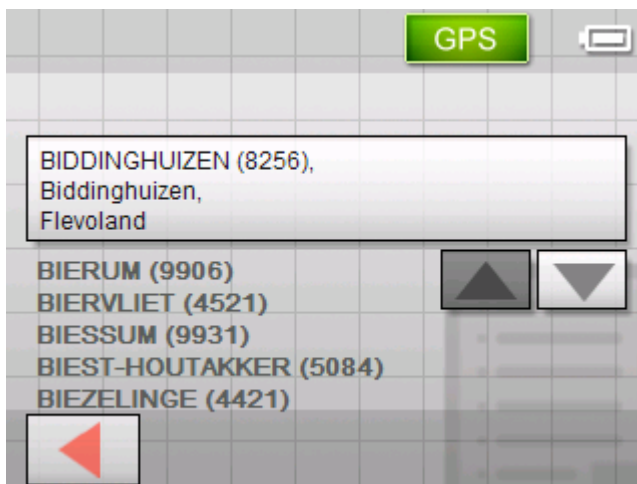 GPS
BIDDINGHUIZEN (8256),
Biddinghuizen,
Flevoland
BIERUM (9906)
BIERVLIET (4521)
BIESSUM (9931)
BIEST-HOUTAKKER (5084)
BIEZELINGE (4421)